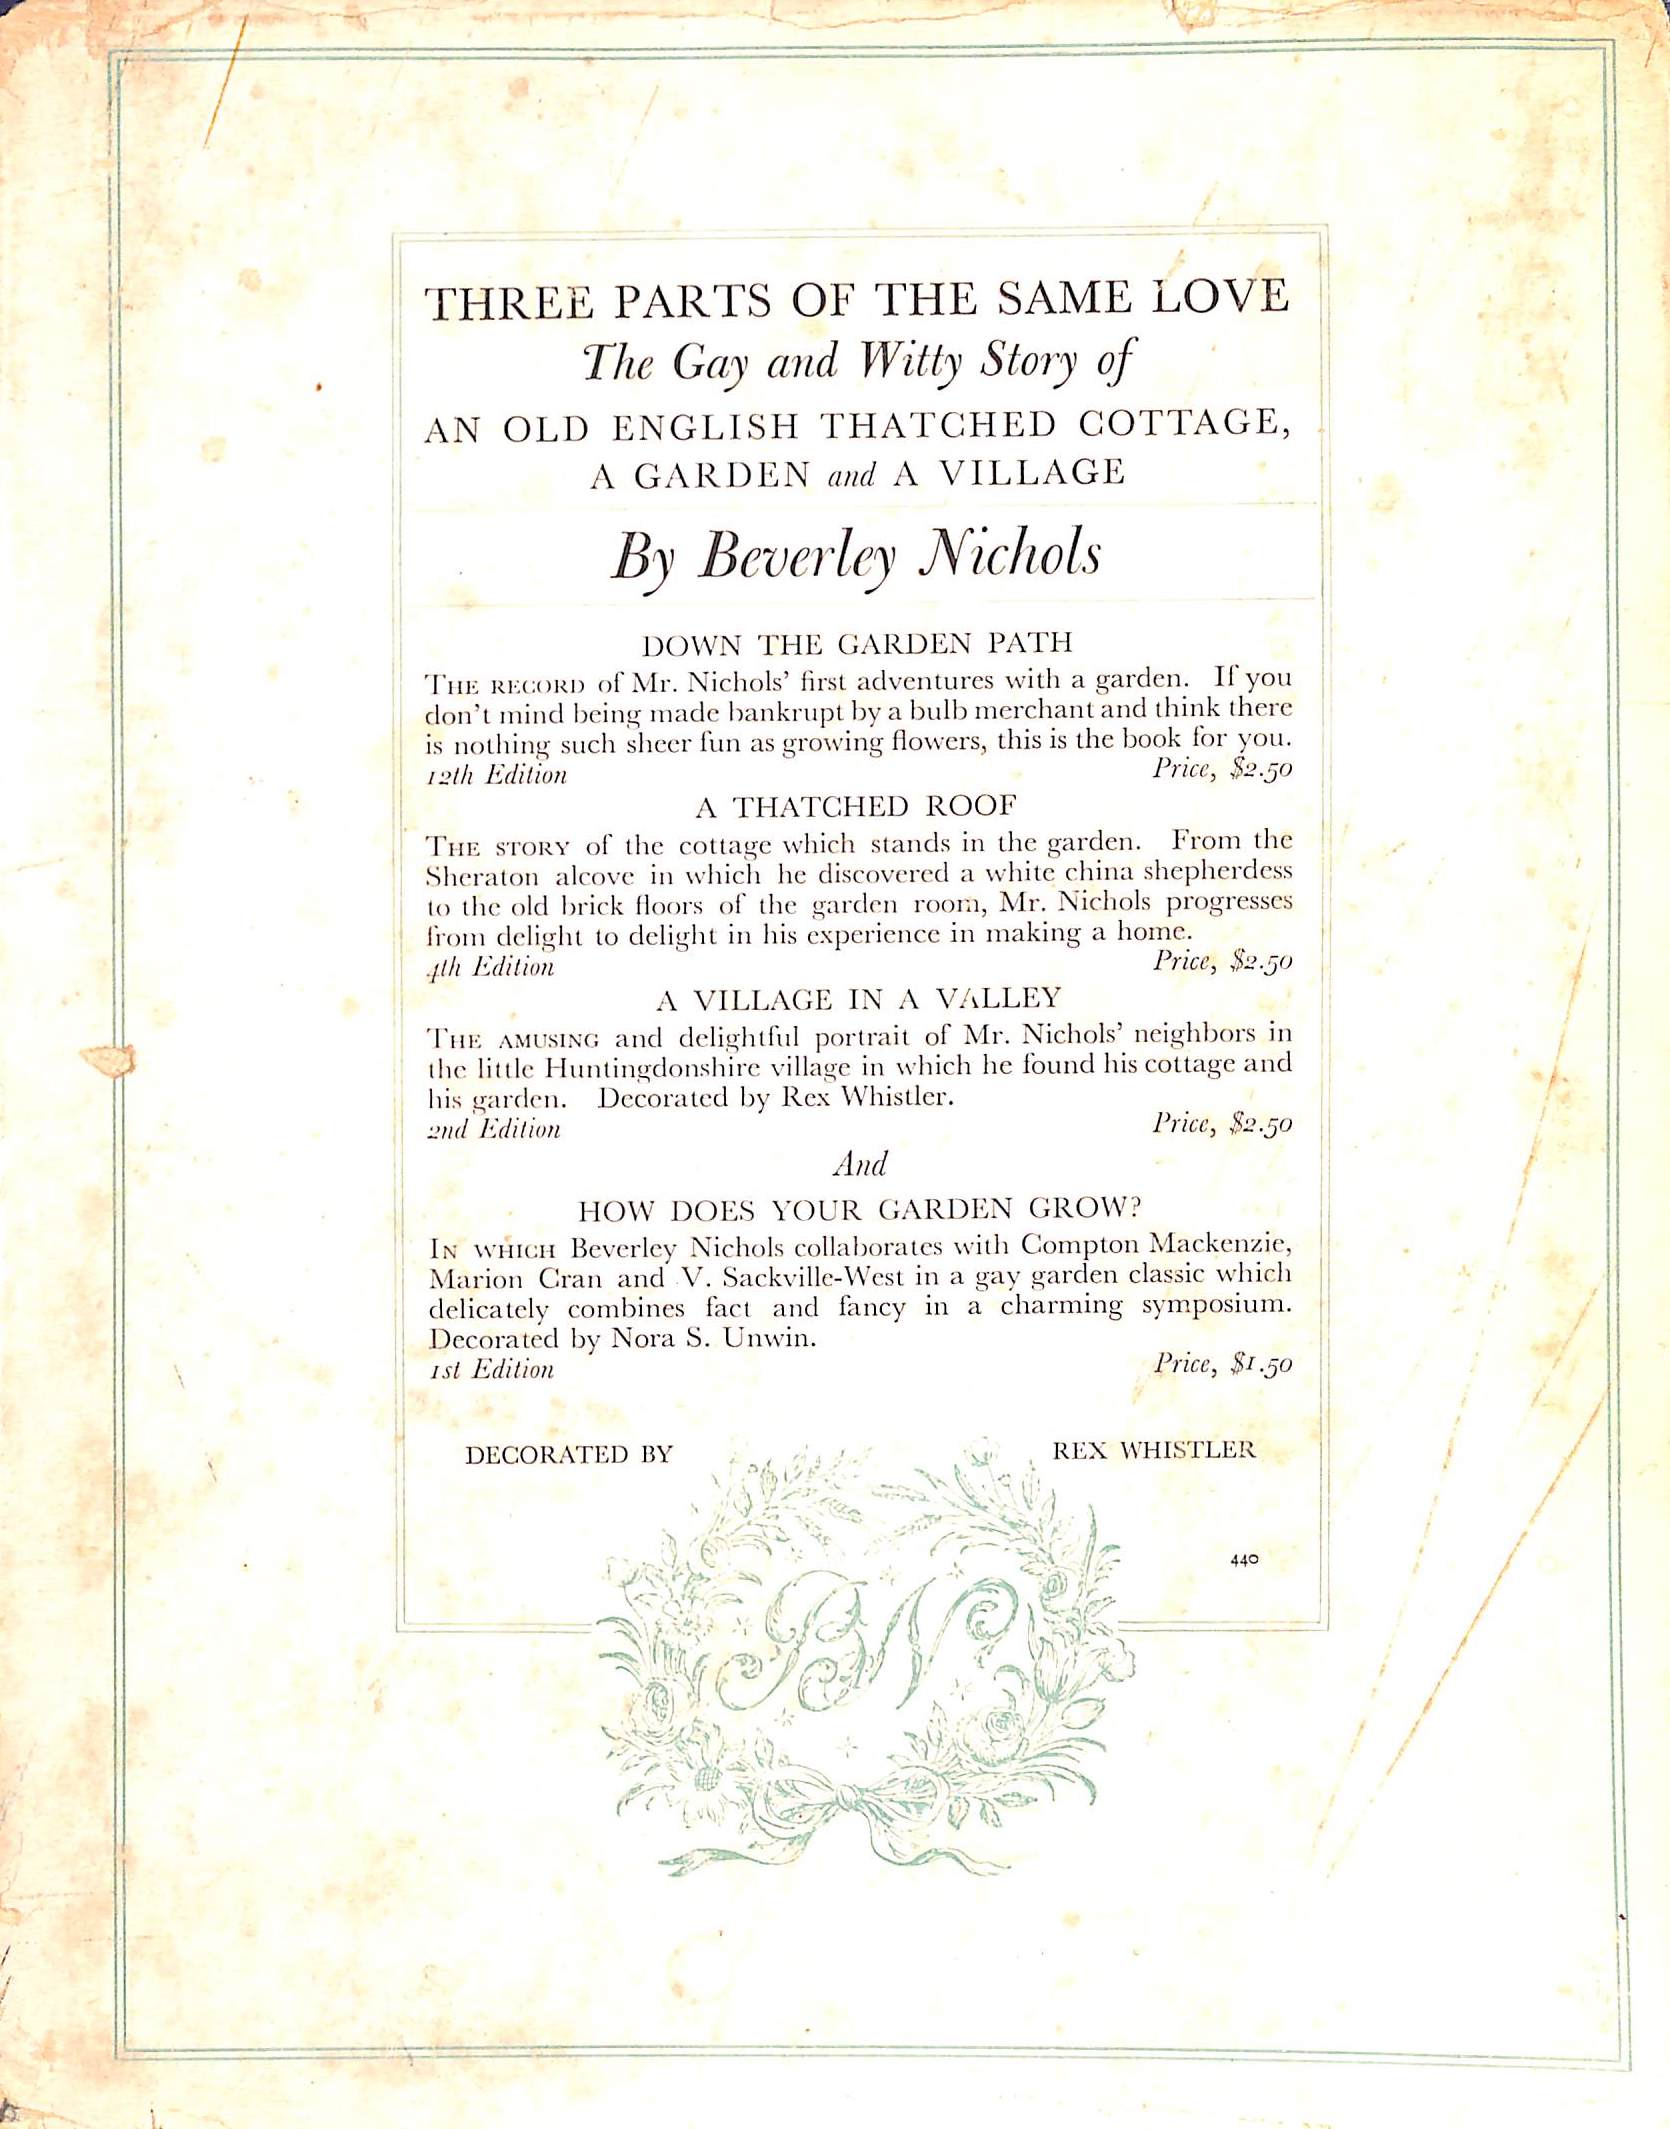 THREE PARTS OF THE SAME LOVE
The Gay and Witty Story of
AN OLD ENGLISH THATCHED COTTAGE,
A GARDEN and A VILLAGE
By Beverley Nichols
DOWN THE GARDEN PATH
THE RECORD of Mr. Nichols' first adventures with a garden. If you
don't mind being made bankrupt by a bulb merchant and think there
is nothing such sheer fun as growing flowers, this is the book for you.
12th Edition Price, $2.50
A THATCHED ROOF
THE STORY of the cottage which stands in the garden. From the
Sheraton alcove in which he discovered a white china shepherdess
to the old brick floors of the garden room, Mr. Nichols progresses
from delight to delight in his experience in making a home.
4th Edition Price, $2.50
A VILLAGE IN A VALLEY
THE AMUSING and delightful portrait of Mr. Nichols' neighbors in
the little Huntingdonshire village in which he found his cottage and
his garden. Decorated by Rex Whistler.
2nd Edition Price, $2.50
And
HOW DOES YOUR GARDEN GROW?
IN WHICH Beverley Nichols collaborates with Compton Mackenzie,
Marion Cran and V. Sackville-West in a gay garden classic which
delicately combines fact and fancy in a charming symposium.
Decorated by Nora S. Unwin.
1st Edition Price, $1.50
DECORATED BY REX WHISTLER
440
BN